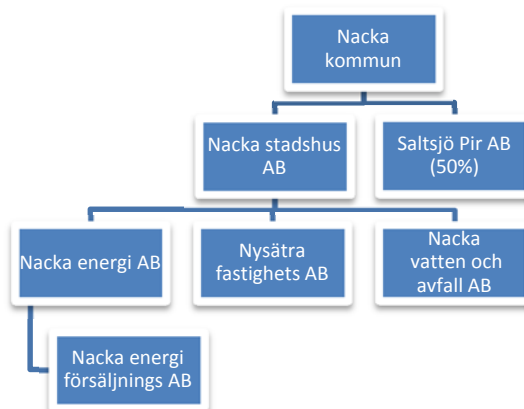 Nacka
kommun
Nacka stadshus
AB
Saltsjö Pir AB
(50%)
Nacka energi AB
Nysätra
fastighets AB
Nacka
vatten och
avfall AB
Nacka energi
försäljnings AB